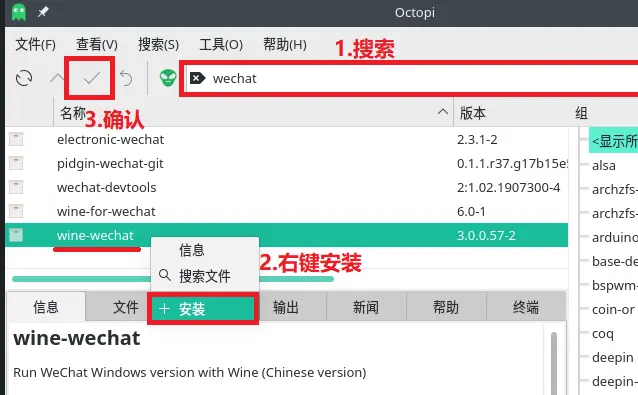 Octopi
文件(F) 查看(V) 搜索(S) 工具(O) 帮助(H)
1.搜索
wechat
3.确认
名称 版本 组
electronic-wechat 2.3.1-2 <显示所
pidgin-wechat-git 0.1.1.r37.g17b15e5 alsa
wechat-devtools 2:1.02.1907300-4 archzfs-
wine-for-wechat 6.0-1 archzfs-
wine-wechat 3.0.0.57-2 arduino
信息 base-de
2.右键安装
搜索文件 bspwm-
安装 coin-or
信息 文件 输出 新闻 帮助 终端
coq
wine-wechat deepin
Run WeChat Windows version with Wine (Chinese version) deepin-